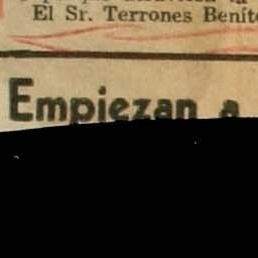 El Sr. Terrones Benít
Empiezan a